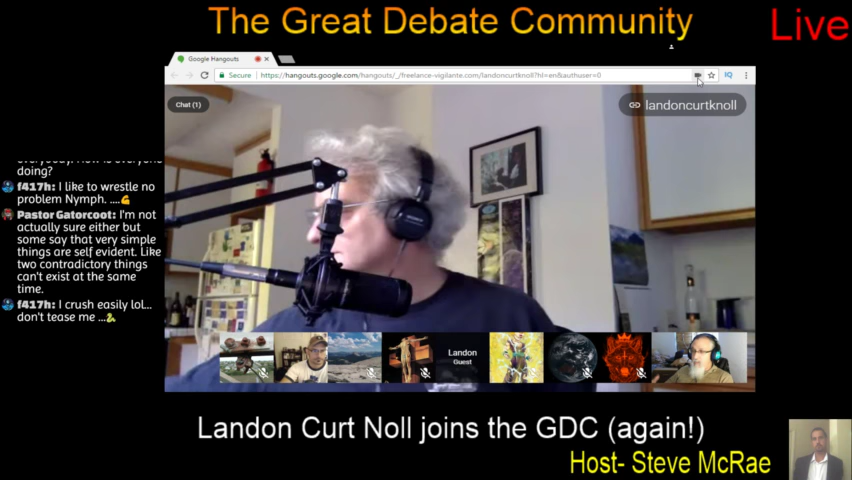 The Great Debate Community
Live
Google Hangouts
Secure
https://hangouts.google.com/hangouts/_/freelance-vigilante.com/landoncurtknoll?hl=en&authuser=0
IQ
Chat (1)
landoncurtknoll
everybody. How is everyone
doing?
f417h: I like to wrestle no
problem Nymph. ....
Pastor Gatorcoot: I'm not
actually sure either but
some say that very simple
things are self evident. Like
two contradictory things
can't exist at the same
time.
f417h: I crush easily lol...
don't tease me ...
Landon
Guest
Landon Curt Noll joins the GDC (again!)
Host- Steve McRae